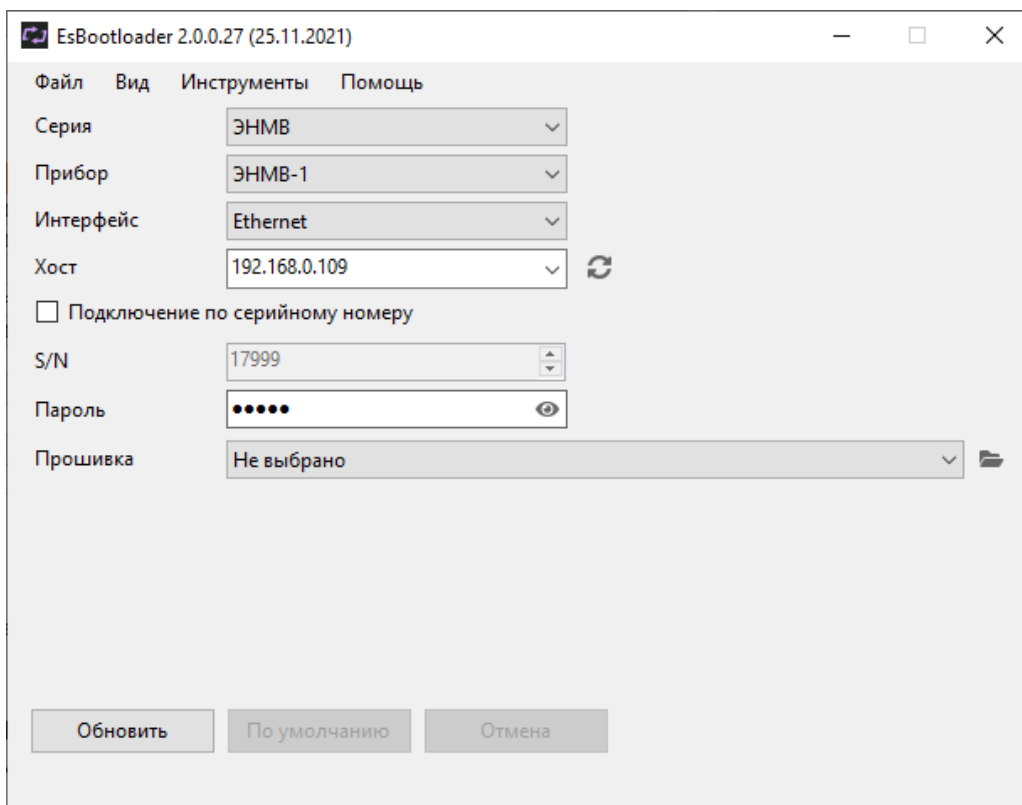 EsBootloader 2.0.0.27 (25.11.2021)
Файл Вид Инструменты Помощь
Серия ЭНМВ
Прибор ЭНМВ-1
Интерфейс Ethernet
Хост 192.168.0.109
Подключение по серийному номеру
S/N 17999
Пароль •••••
Прошивка Не выбрано
Обновить По умолчанию Отмена